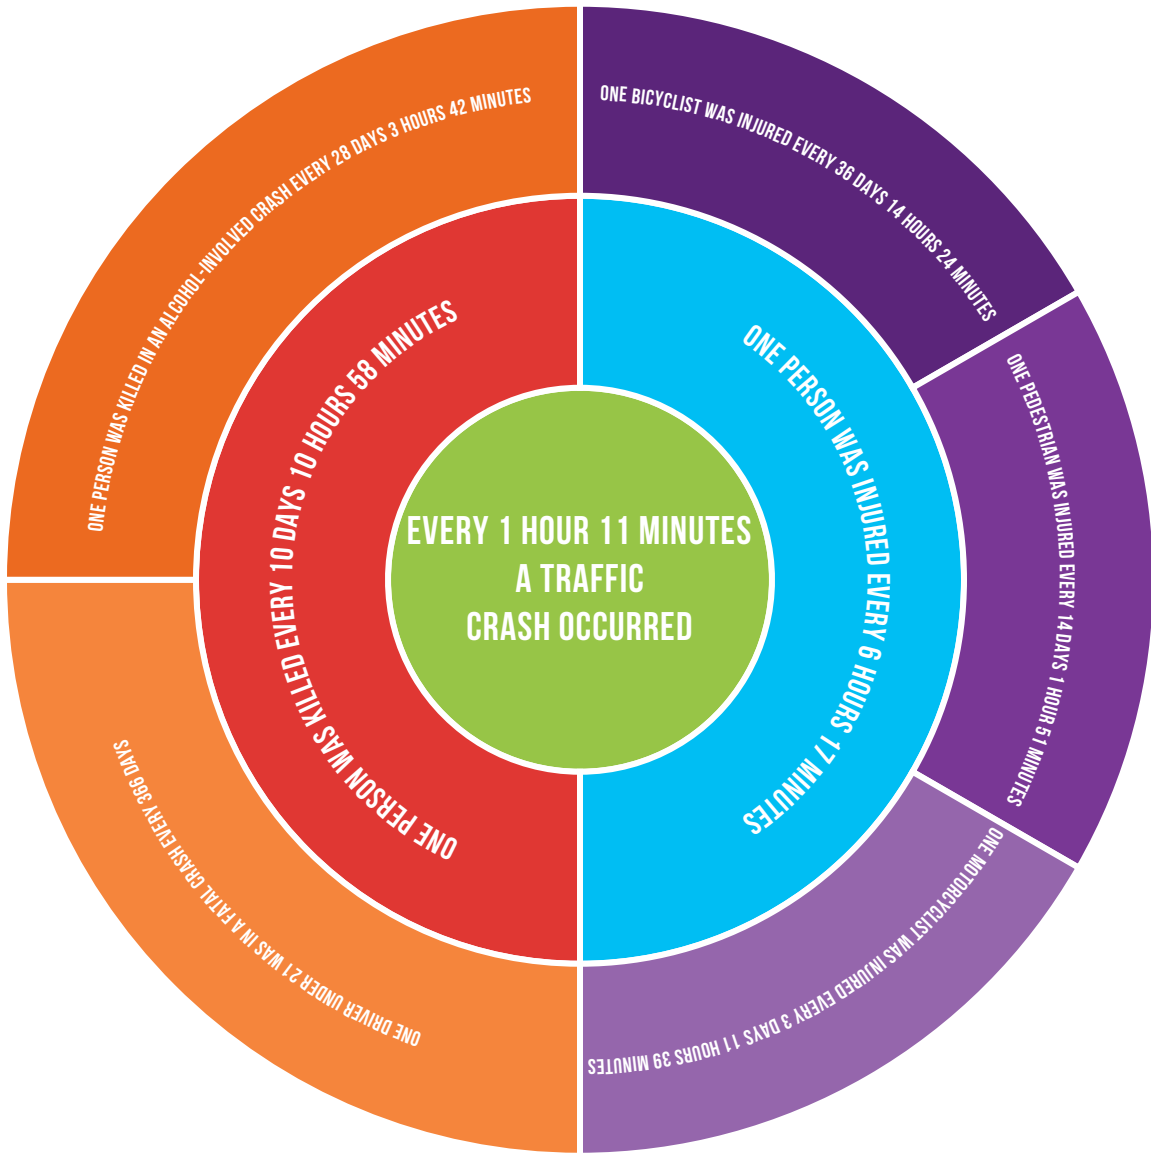 EVERY 1 HOUR 11 MINUTES
A TRAFFIC
CRASH OCCURRED
ONE PERSON WAS KILLED EVERY 10 DAYS 10 HOURS 58 MINUTES
ONE PERSON WAS INJURED EVERY 6 HOURS 17 MINUTES
ONE PERSON WAS KILLED IN AN ALCOHOL-INVOLVED CRASH EVERY 28 DAYS 3 HOURS 42 MINUTES
ONE BICYCLIST WAS INJURED EVERY 36 DAYS 14 HOURS 24 MINUTES
ONE PEDESTRIAN WAS INJURED EVERY 14 DAYS 1 HOUR 51 MINUTES
ONE MOTORCYCLIST WAS INJURED EVERY 3 DAYS 11 HOURS 39 MINUTES
ONE DRIVER UNDER 21 WAS IN A FATAL CRASH EVERY 366 DAYS